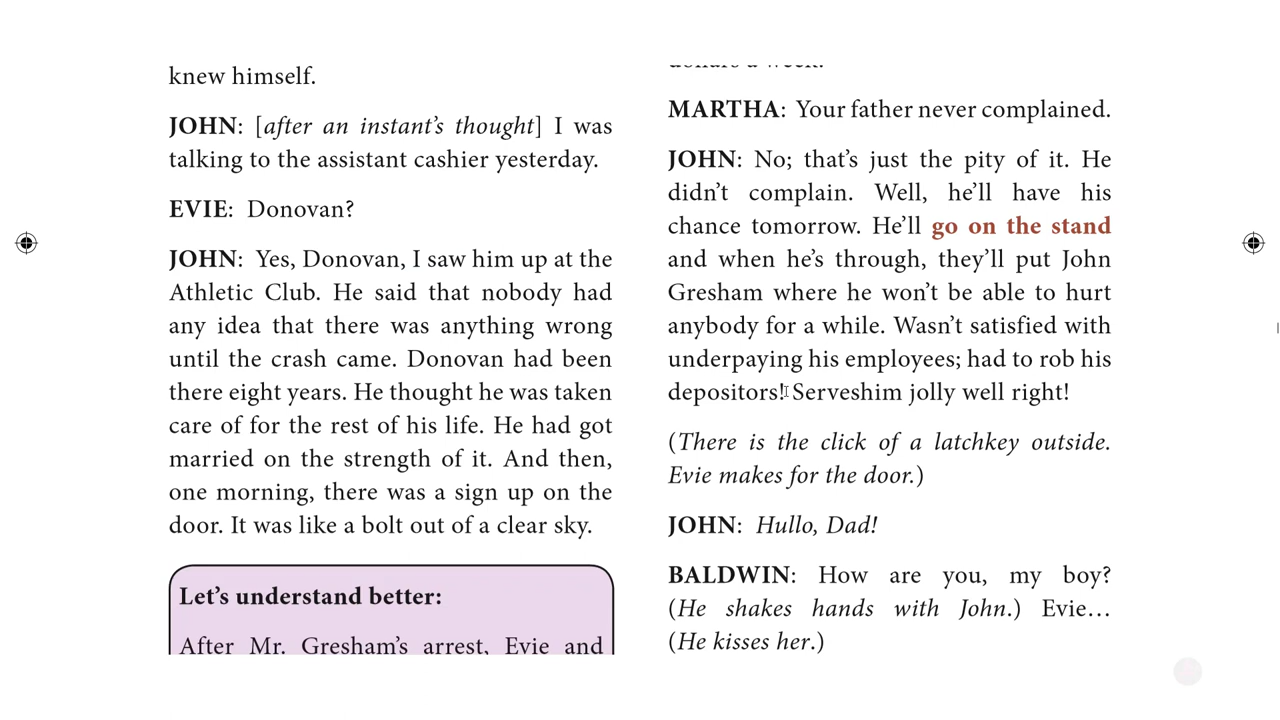 knew himself.
JOHN: [after an instant's thought] I was
talking to the assistant cashier yesterday.
EVIE: Donovan?
JOHN: Yes, Donovan, I saw him up at the
Athletic Club. He said that nobody had
any idea that there was anything wrong
until the crash came. Donovan had been
there eight years. He thought he was taken
care of for the rest of his life. He had got
married on the strength of it. And then,
one morning, there was a sign up on the
door. It was like a bolt out of a clear sky.
Let's understand better:
After Mr. Gresham's arrest, Evie and
MARTHA: Your father never complained.
JOHN: No; that's just the pity of it. He
didn't complain. Well, he'll have his
chance tomorrow. He'll go on the stand
and when he's through, they'll put John
Gresham where he won't be able to hurt
anybody for a while. Wasn't satisfied with
underpaying his employees; had to rob his
depositors! Serveshim jolly well right!
(There is the click of a latchkey outside.
Evie makes for the door.)
JOHN: Hullo, Dad!
BALDWIN: How are you, my boy?
(He shakes hands with John.) Evie…
(He kisses her.)